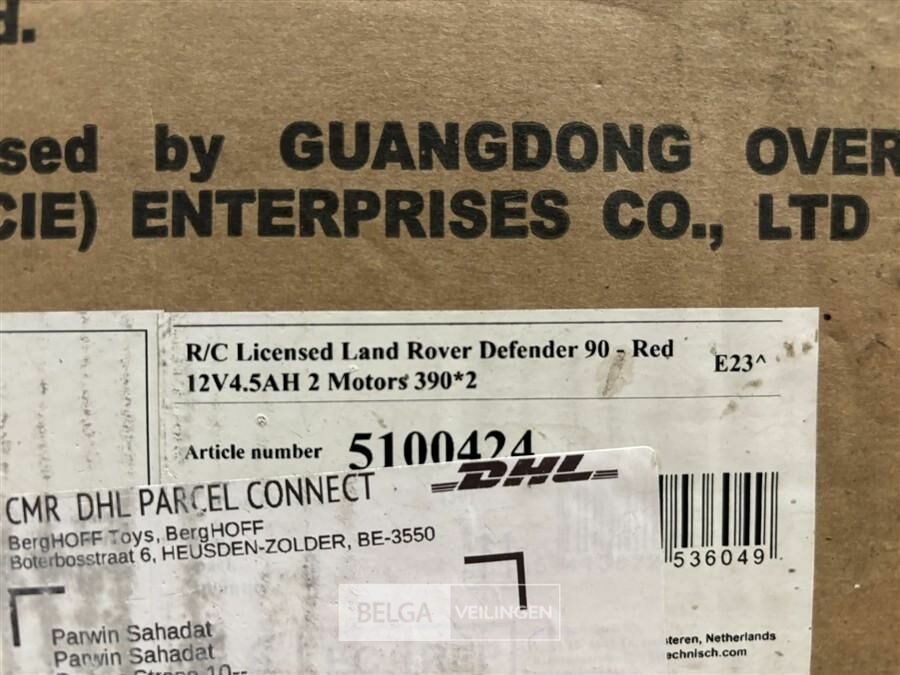 d.
sed by GUANGDONG OVER
CIE) ENTERPRISES CO., LTD
R/C Licensed Land Rover Defender 90 - Red
12V4.5AH 2 Motors 390*2
E23^
Article number 5100424
DHL
CMR DHL PARCEL CONNECT
BergHOFF Toys, BergHOFF
Boterbosstraat 6, HEUSDEN-ZOLDER, BE-3550
536049
BELGA VEILINGEN
Parwin Sahadat
Parwin Sahadat
teren, Netherlands
echnisch.com